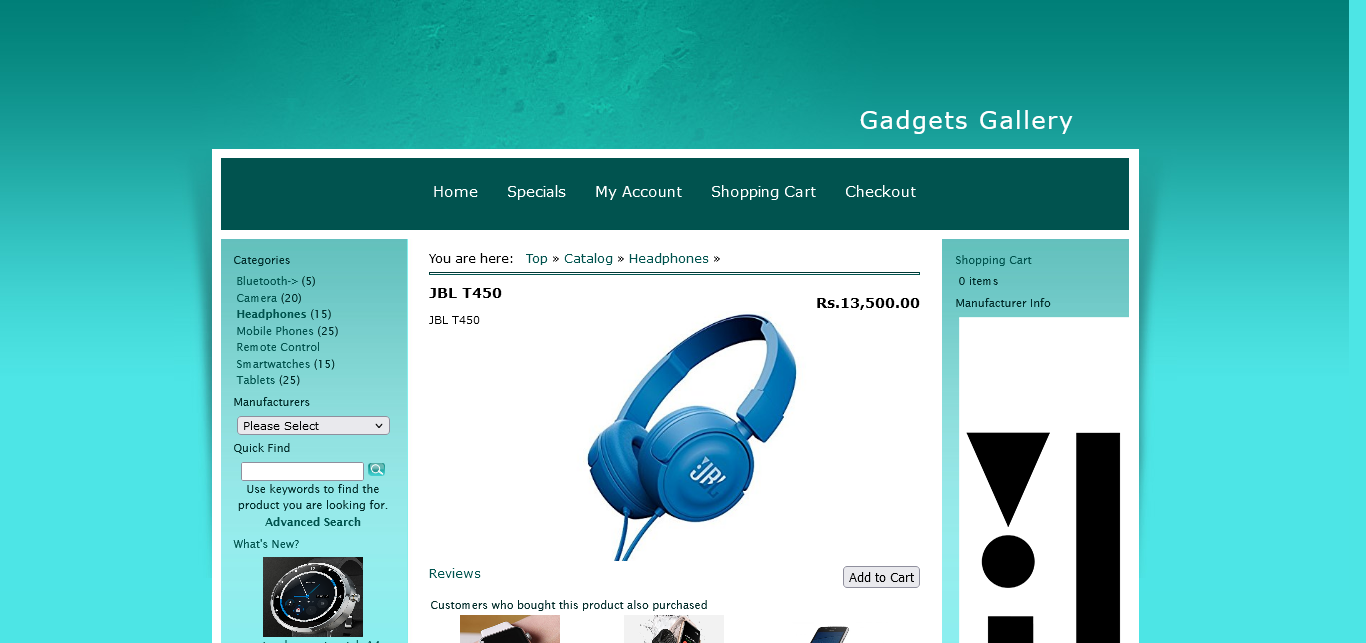 Gadgets Gallery
Home Specials My Account Shopping Cart Checkout
Categories
Bluetooth-> (5)
Camera (20)
Headphones (15)
Mobile Phones (25)
Remote Control
Smartwatches (15)
Tablets (25)
Manufacturers
Please Select
Quick Find
Use keywords to find the
product you are looking for.
Advanced Search
What's New?
You are here: Top » Catalog » Headphones »
JBL T450
Rs.13,500.00
JBL T450
JBL
Reviews
Add to Cart
Customers who bought this product also purchased
Shopping Cart
0 items
Manufacturer Info